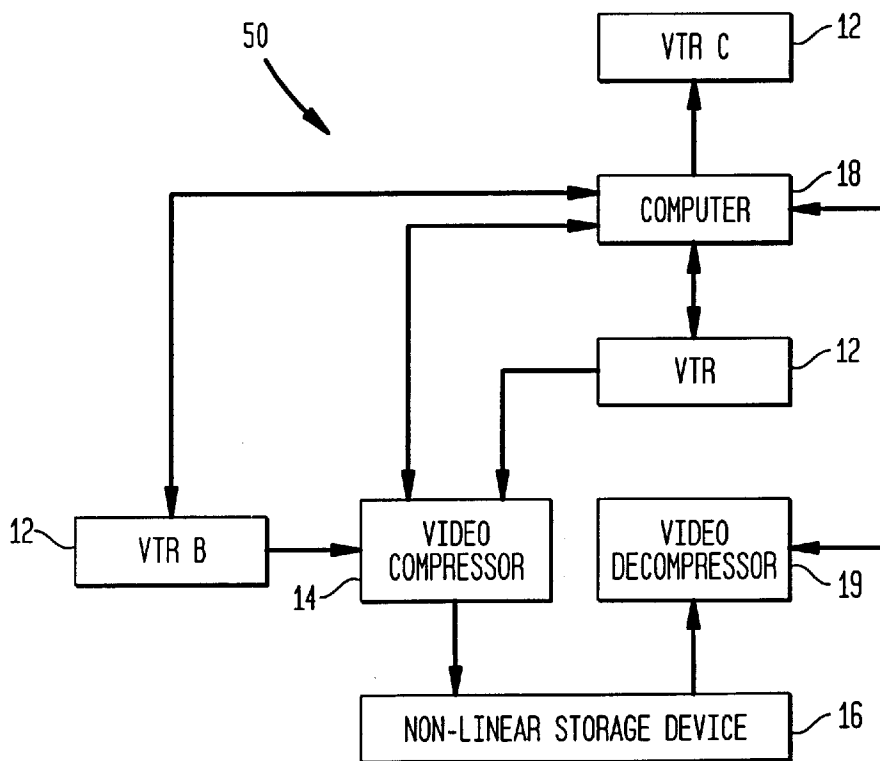 50
VTR C
12
18
COMPUTER
12
VTR
12
VTR B
VIDEO
COMPRESSOR
14
VIDEO
DECOMPRESSOR
19
NON-LINEAR STORAGE DEVICE
16